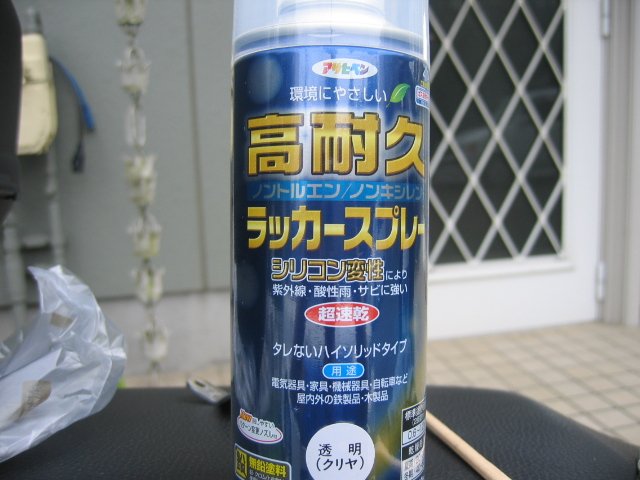 アサヒペン
環境にやさしい
高耐久
ノントルエン/ノンキシレン
ラッカースプレー
シリコン変性により
紫外線・酸性雨・サビに強い
超速乾
タレないハイソリッドタイプ
用途
電気器具・家具・機械器具・自転車など
屋内外の鉄製品・木製品
透明
(クリヤ)
無鉛塗料